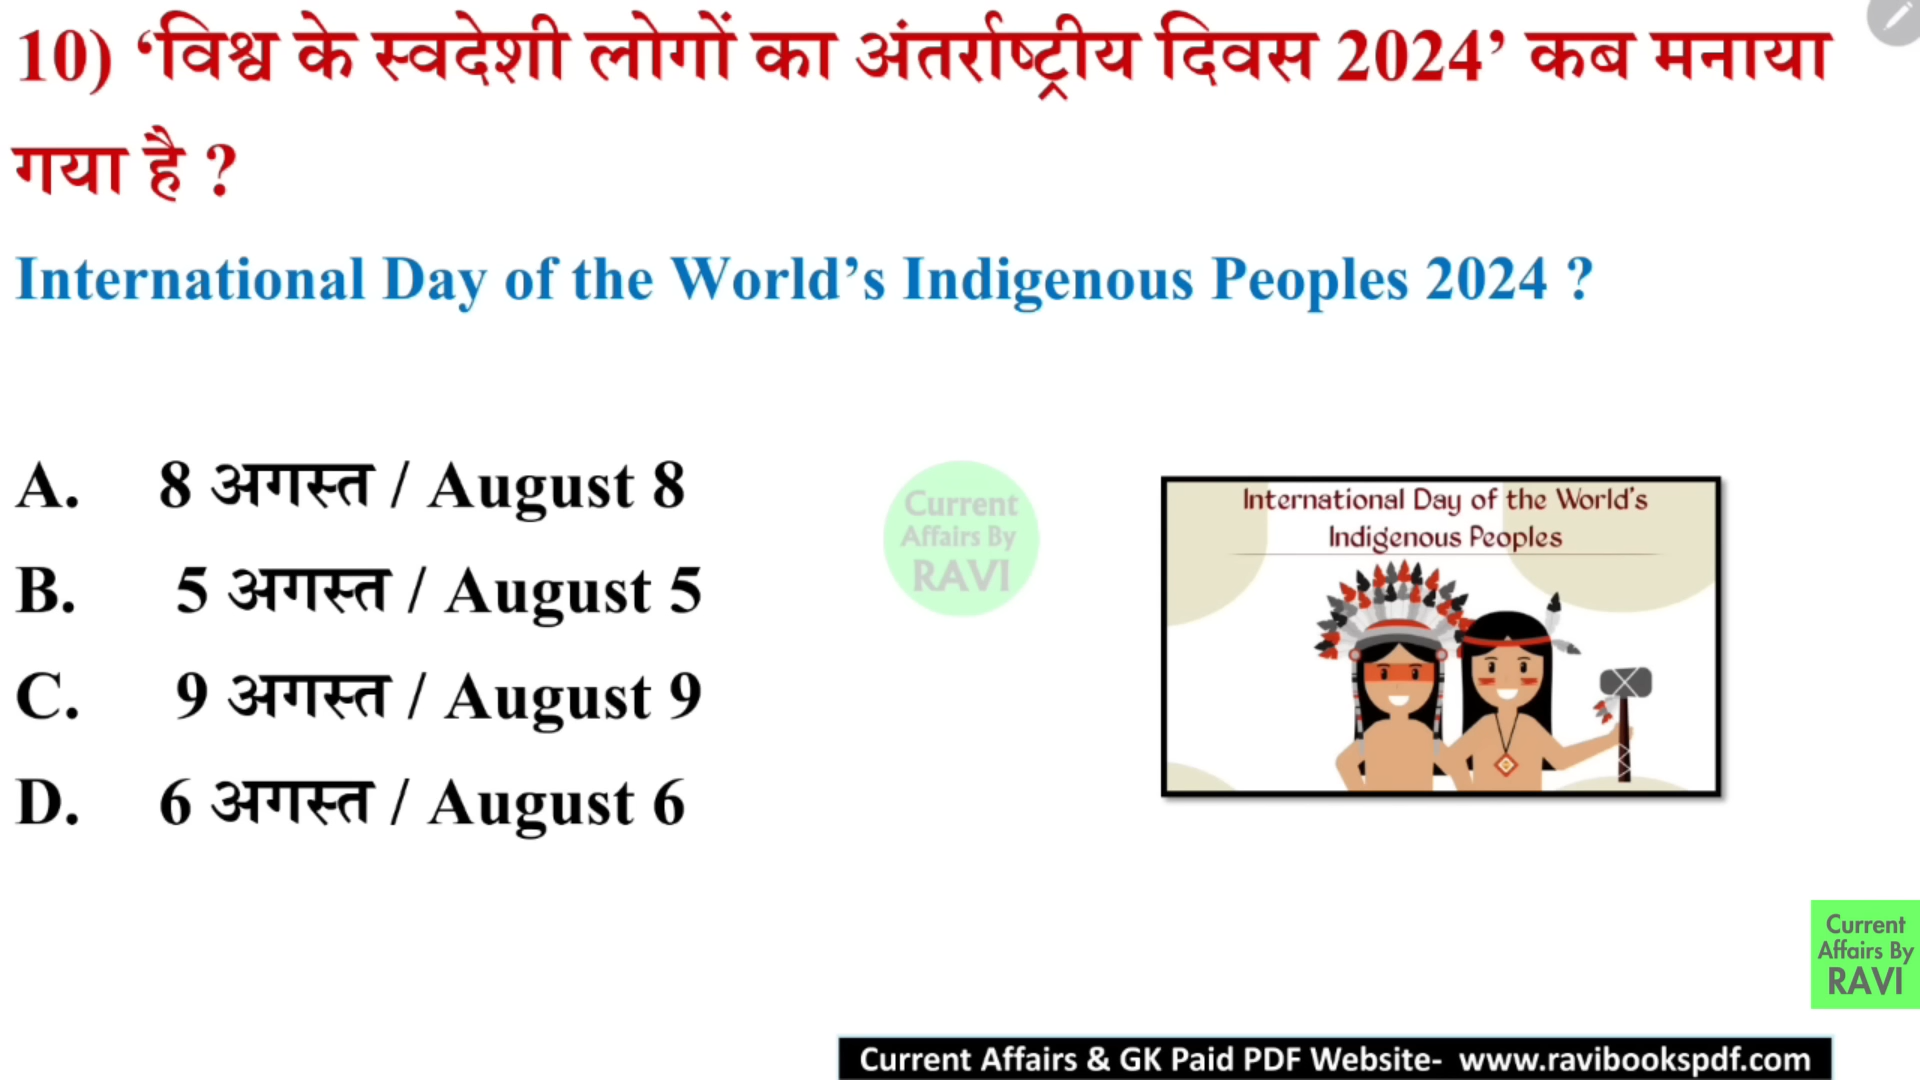 10) ‘विश्व के स्वदेशी लोगों का अंतर्राष्ट्रीय दिवस 2024’ कब मनाया
गया है ?
International Day of the World’s Indigenous Peoples 2024 ?
A. 8 अगस्त / August 8
B. 5 अगस्त / August 5
C. 9 अगस्त / August 9
D. 6 अगस्त / August 6
Current
Affairs By
RAVI
International Day of the World’s
Indigenous Peoples
Current
Affairs By
RAVI
Current Affairs & GK Paid PDF Website- www.ravibookspdf.com